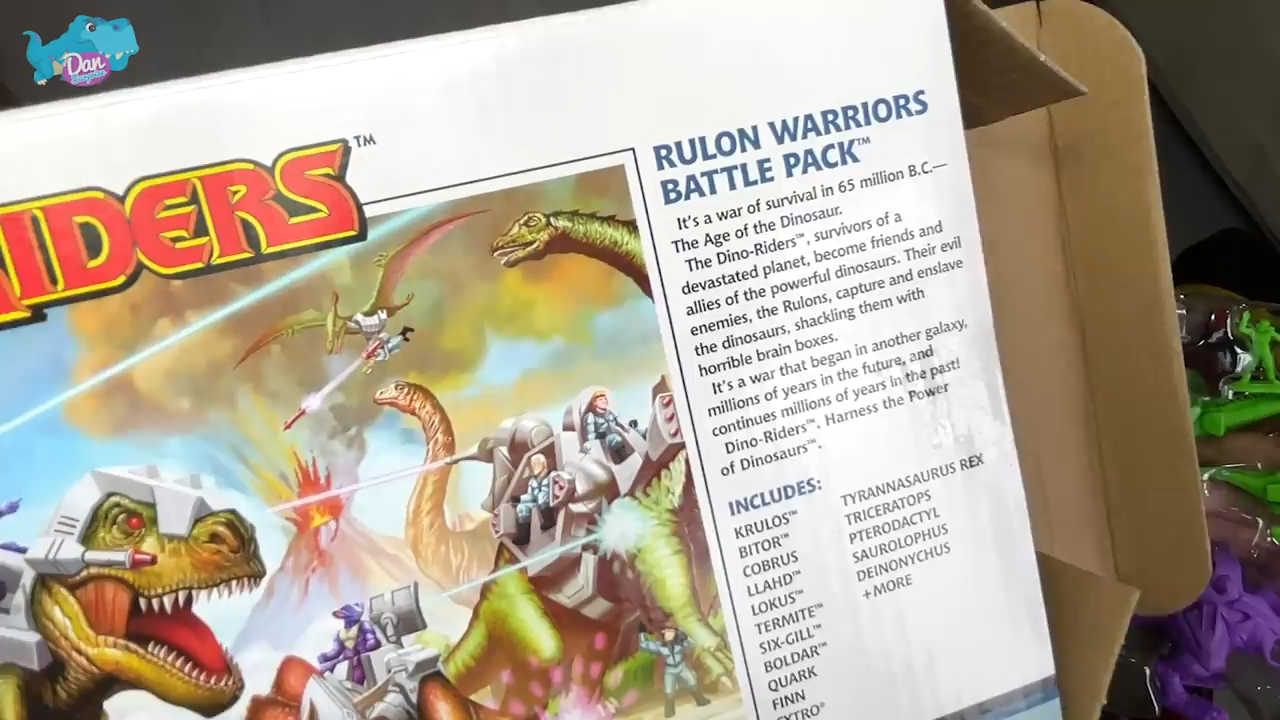 Dan
Surprise
IDERS™
RULON WARRIORS
BATTLE PACK™
It's a war of survival in 65 million B.C.—
The Age of the Dinosaur.
The Dino-Riders™, survivors of a
devastated planet, become friends and
allies of the powerful dinosaurs. Their evil
enemies, the Rulons, capture and enslave
the dinosaurs, shackling them with
horrible brain boxes.
It's a war that began in another galaxy,
millions of years in the future, and
continues millions of years in the past!
Dino-Riders™, Harness the Power
of Dinosaurs™.
INCLUDES:
KRULOS™
BITOR™
COBRUS
LLAHD™
LOKUS™
TERMITE™
SIX-GILL™
BOLDAR™
QUARK
FINN
TYRANNASAURUS REX
TRICERATOPS
PTERODACTYL
SAUROLOPHUS
DEINONYCHUS
+MORE